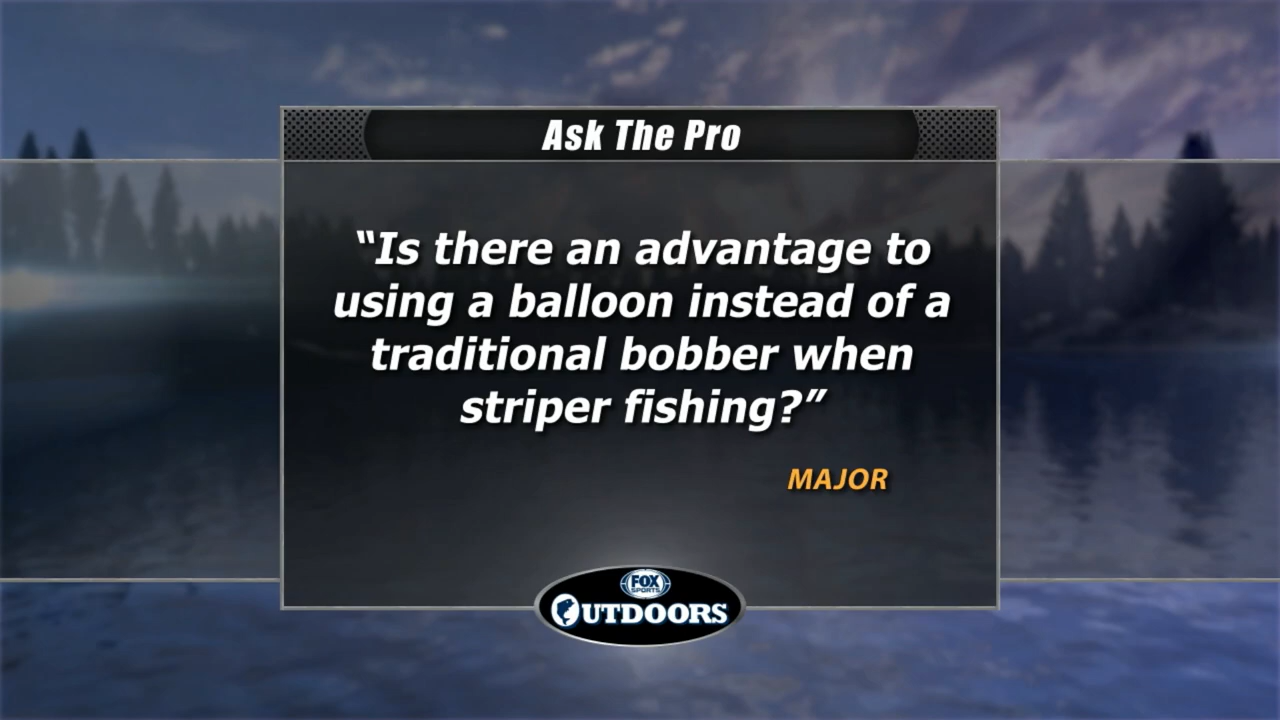 Ask The Pro
“Is there an advantage to
using a balloon instead of a
traditional bobber when
striper fishing?”
MAJOR
FOX
SPORTS
OUTDOORS